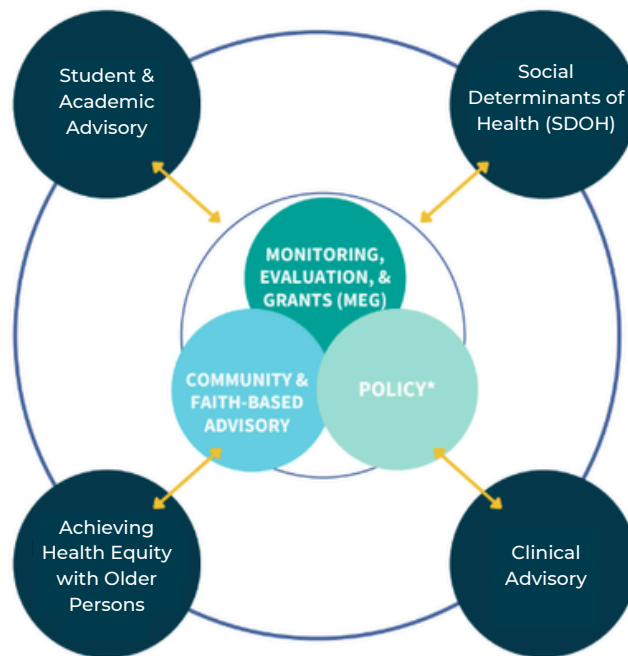 Student &
Academic
Advisory
Social
Determinants of
Health (SDOH)
MONITORING,
EVALUATION, &
GRANTS (MEG)
COMMUNITY &
FAITH-BASED
ADVISORY
POLICY*
Achieving
Health Equity
with Older
Persons
Clinical
Advisory